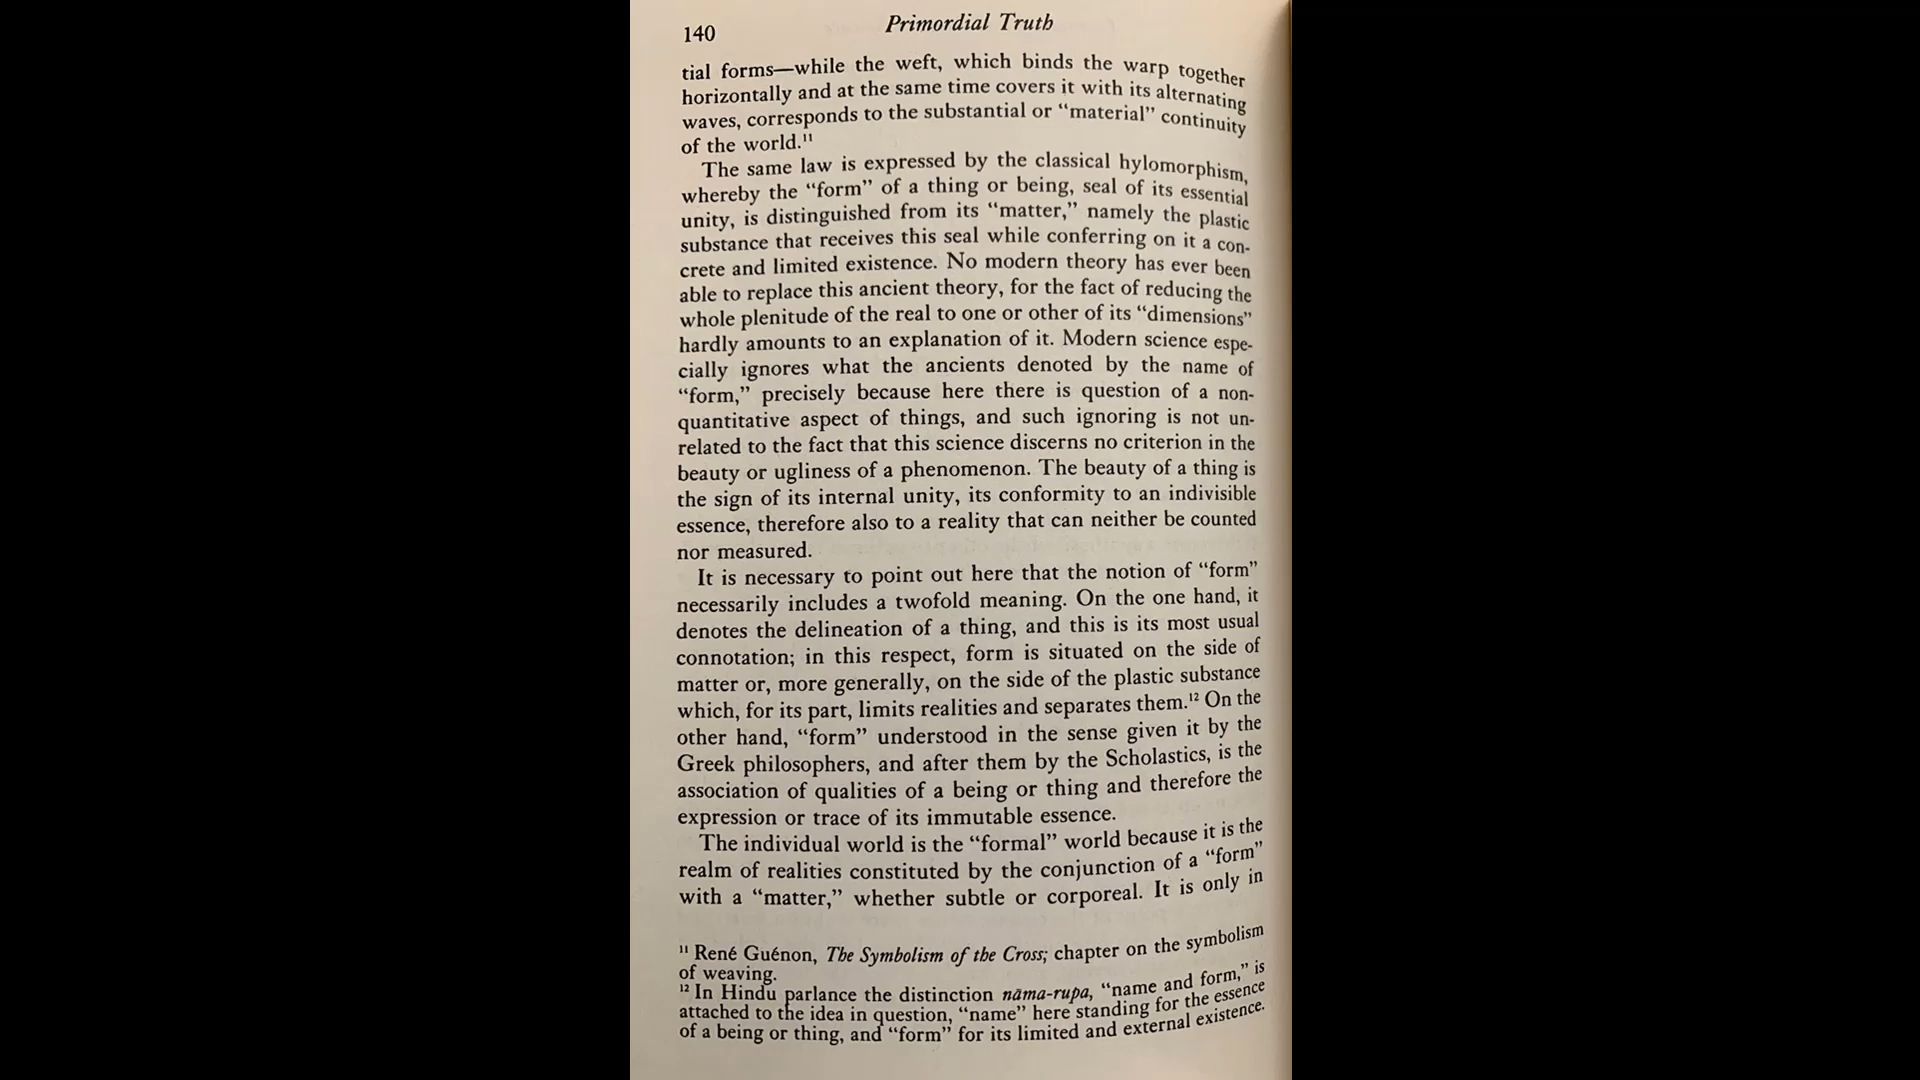 140
Primordial Truth
tial forms—while the weft, which binds the warp together
horizontally and at the same time covers it with its alternating
waves, corresponds to the substantial or “material” continuity
of the world.¹¹
The same law is expressed by the classical hylomorphism,
whereby the “form” of a thing or being, seal of its essential
unity, is distinguished from its “matter,” namely the plastic
substance that receives this seal while conferring on it a con-
crete and limited existence. No modern theory has ever been
able to replace this ancient theory, for the fact of reducing the
whole plenitude of the real to one or other of its “dimensions”
hardly amounts to an explanation of it. Modern science espe-
cially ignores what the ancients denoted by the name of
“form,” precisely because here there is question of a non-
quantitative aspect of things, and such ignoring is not un-
related to the fact that this science discerns no criterion in the
beauty or ugliness of a phenomenon. The beauty of a thing is
the sign of its internal unity, its conformity to an indivisible
essence, therefore also to a reality that can neither be counted
nor measured.
It is necessary to point out here that the notion of “form”
necessarily includes a twofold meaning. On the one hand, it
denotes the delineation of a thing, and this is its most usual
connotation; in this respect, form is situated on the side of
matter or, more generally, on the side of the plastic substance
which, for its part, limits realities and separates them.¹² On the
other hand, “form” understood in the sense given it by the
Greek philosophers, and after them by the Scholastics, is the
association of qualities of a being or thing and therefore the
expression or trace of its immutable essence.
The individual world is the “formal” world because it is the
realm of realities constituted by the conjunction of a “form”
with a “matter,” whether subtle or corporeal. It is only in
¹¹ René Guénon, The Symbolism of the Cross; chapter on the symbolism
of weaving.
¹² In Hindu parlance the distinction nāma-rupa, “name and form,” is
attached to the idea in question, “name” here standing for the essence
of a being or thing, and “form” for its limited and external existence.